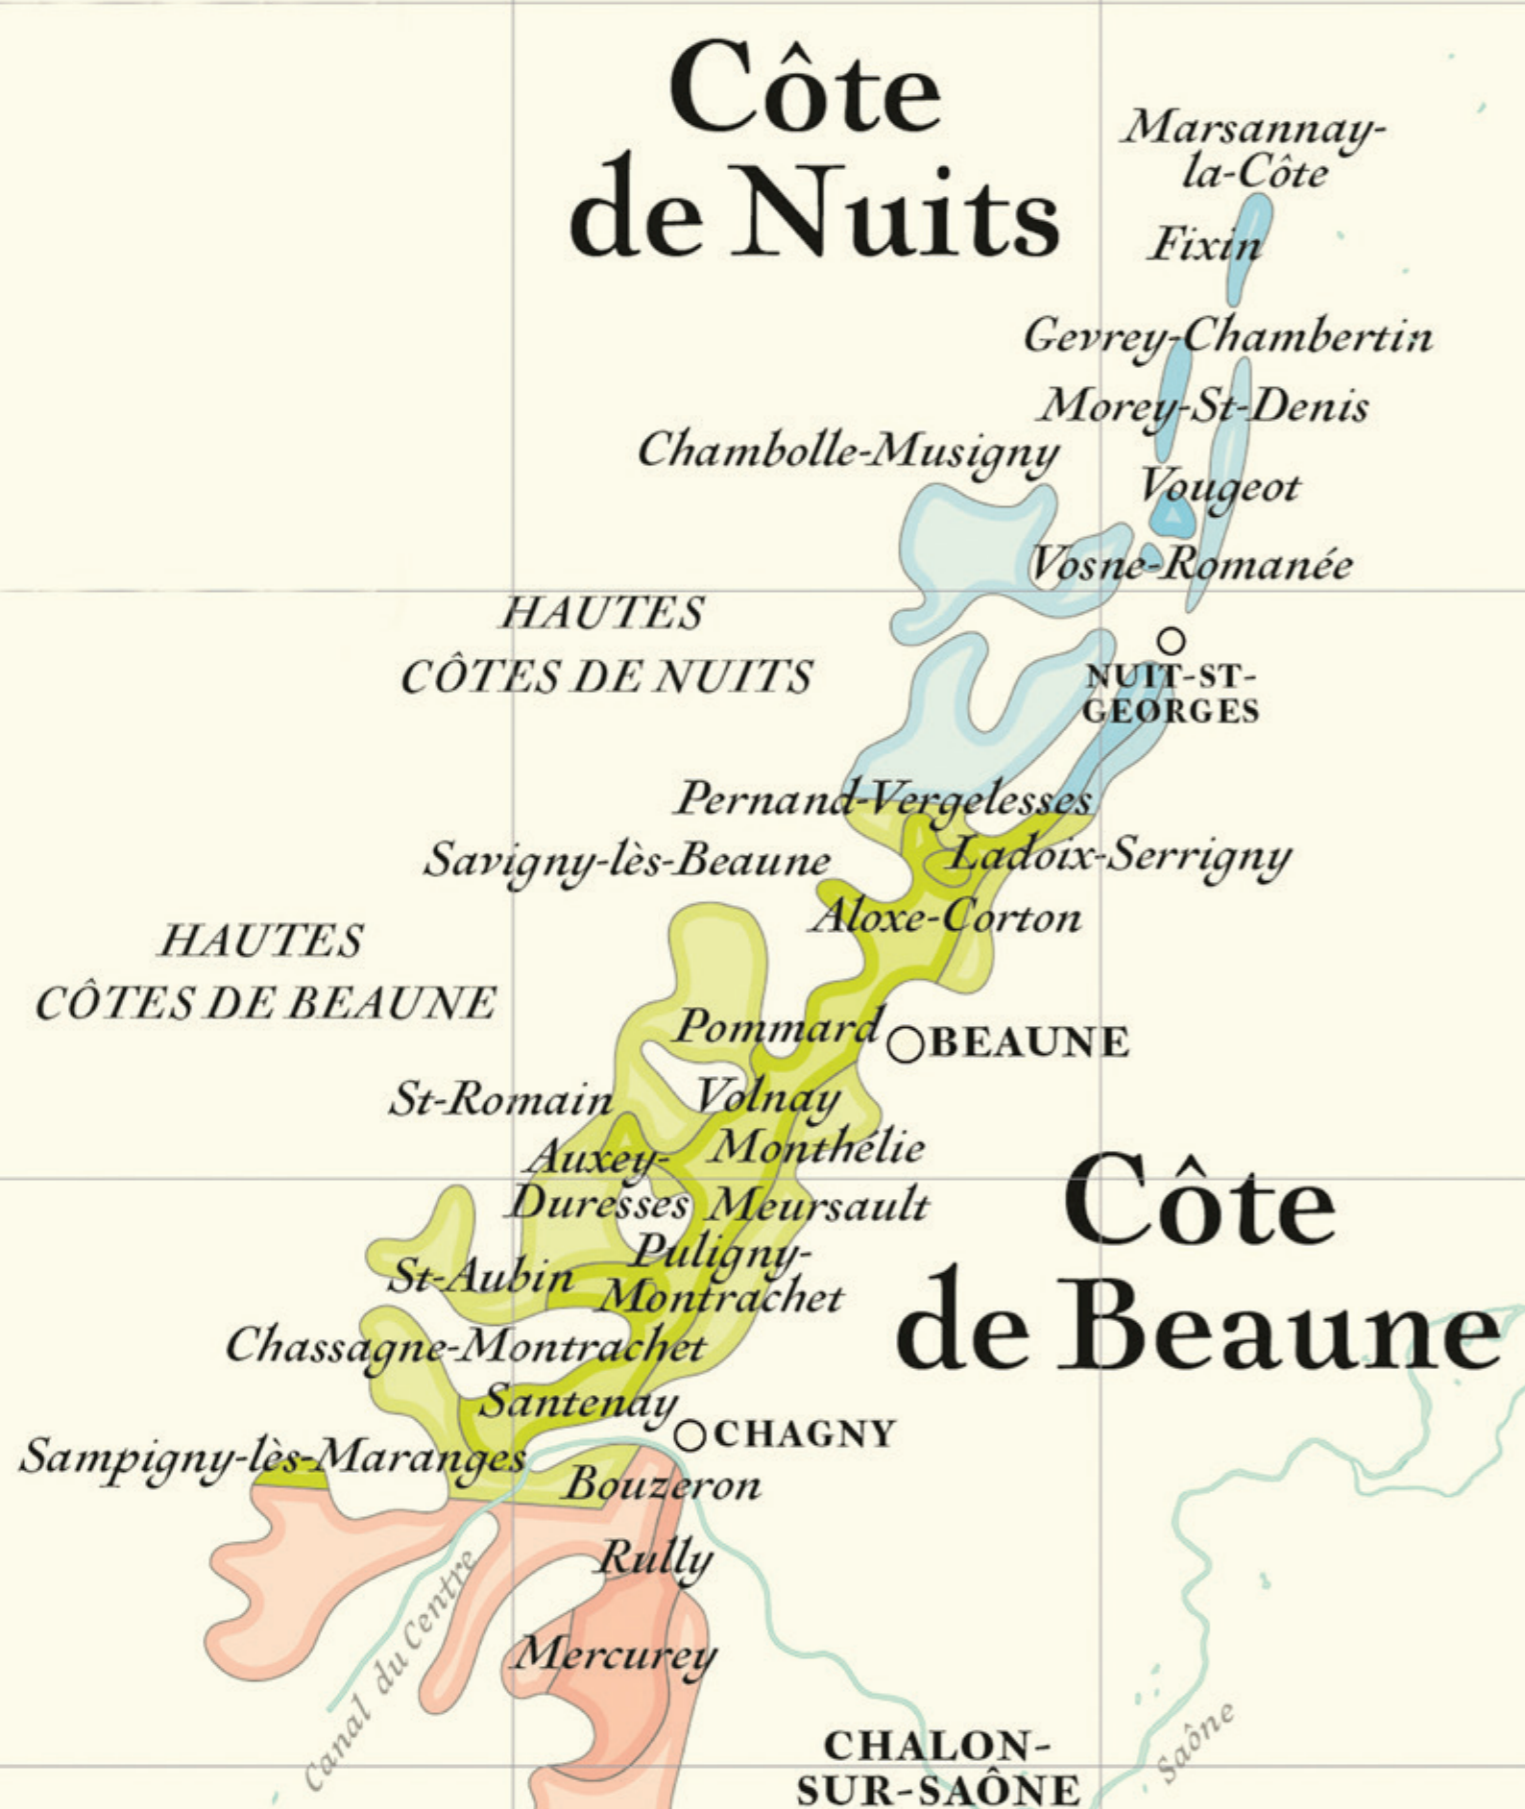 Côte
de Nuits
Marsannay-
la-Côte
Fixin
Gevrey-Chambertin
Morey-St-Denis
Chambolle-Musigny
Vougeot
Vosne-Romanée
HAUTES
CÔTES DE NUITS
NUIT-ST-
GEORGES
Pernand-Vergelesses
Savigny-lès-Beaune
Ladoix-Serrigny
Aloxe-Corton
HAUTES
CÔTES DE BEAUNE
Pommard
BEAUNE
St-Romain
Volnay
Auxey-
Duresses
Monthélie
Meursault
Côte
de Beaune
Puligny-
Montrachet
St-Aubin
Chassagne-Montrachet
Santenay
CHAGNY
Sampigny-lès-Maranges
Bouzeron
Rully
Canal du Centre
Mercurey
Saône
CHALON-
SUR-SAÔNE